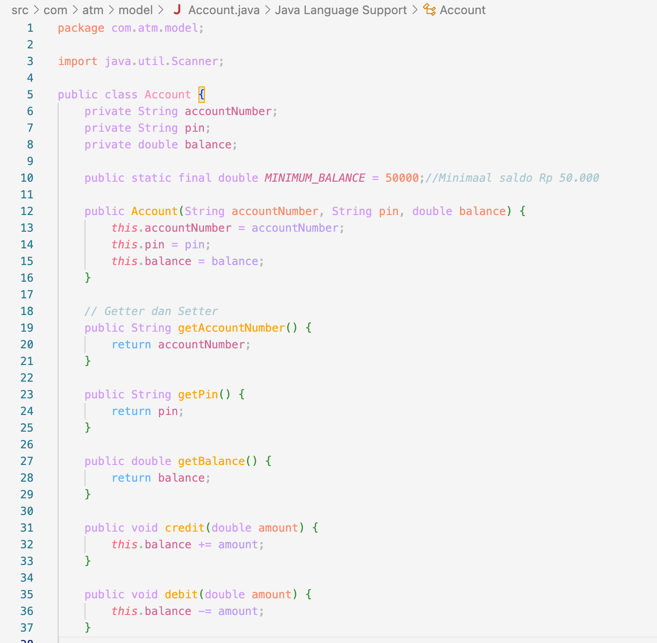 src > com > atm > model > J Account.java > Java Language Support > Account
1 package com.atm.model;
2
3 import java.util.Scanner;
4
5 public class Account {
6     private String accountNumber;
7     private String pin;
8     private double balance;
9
10     public static final double MINIMUM_BALANCE = 50000;//Minimaal saldo Rp 50.000
11
12     public Account(String accountNumber, String pin, double balance) {
13         this.accountNumber = accountNumber;
14         this.pin = pin;
15         this.balance = balance;
16     }
17
18     // Getter dan Setter
19     public String getAccountNumber() {
20         return accountNumber;
21     }
22
23     public String getPin() {
24         return pin;
25     }
26
27     public double getBalance() {
28         return balance;
29     }
30
31     public void credit(double amount) {
32         this.balance += amount;
33     }
34
35     public void debit(double amount) {
36         this.balance -= amount;
37     }
38